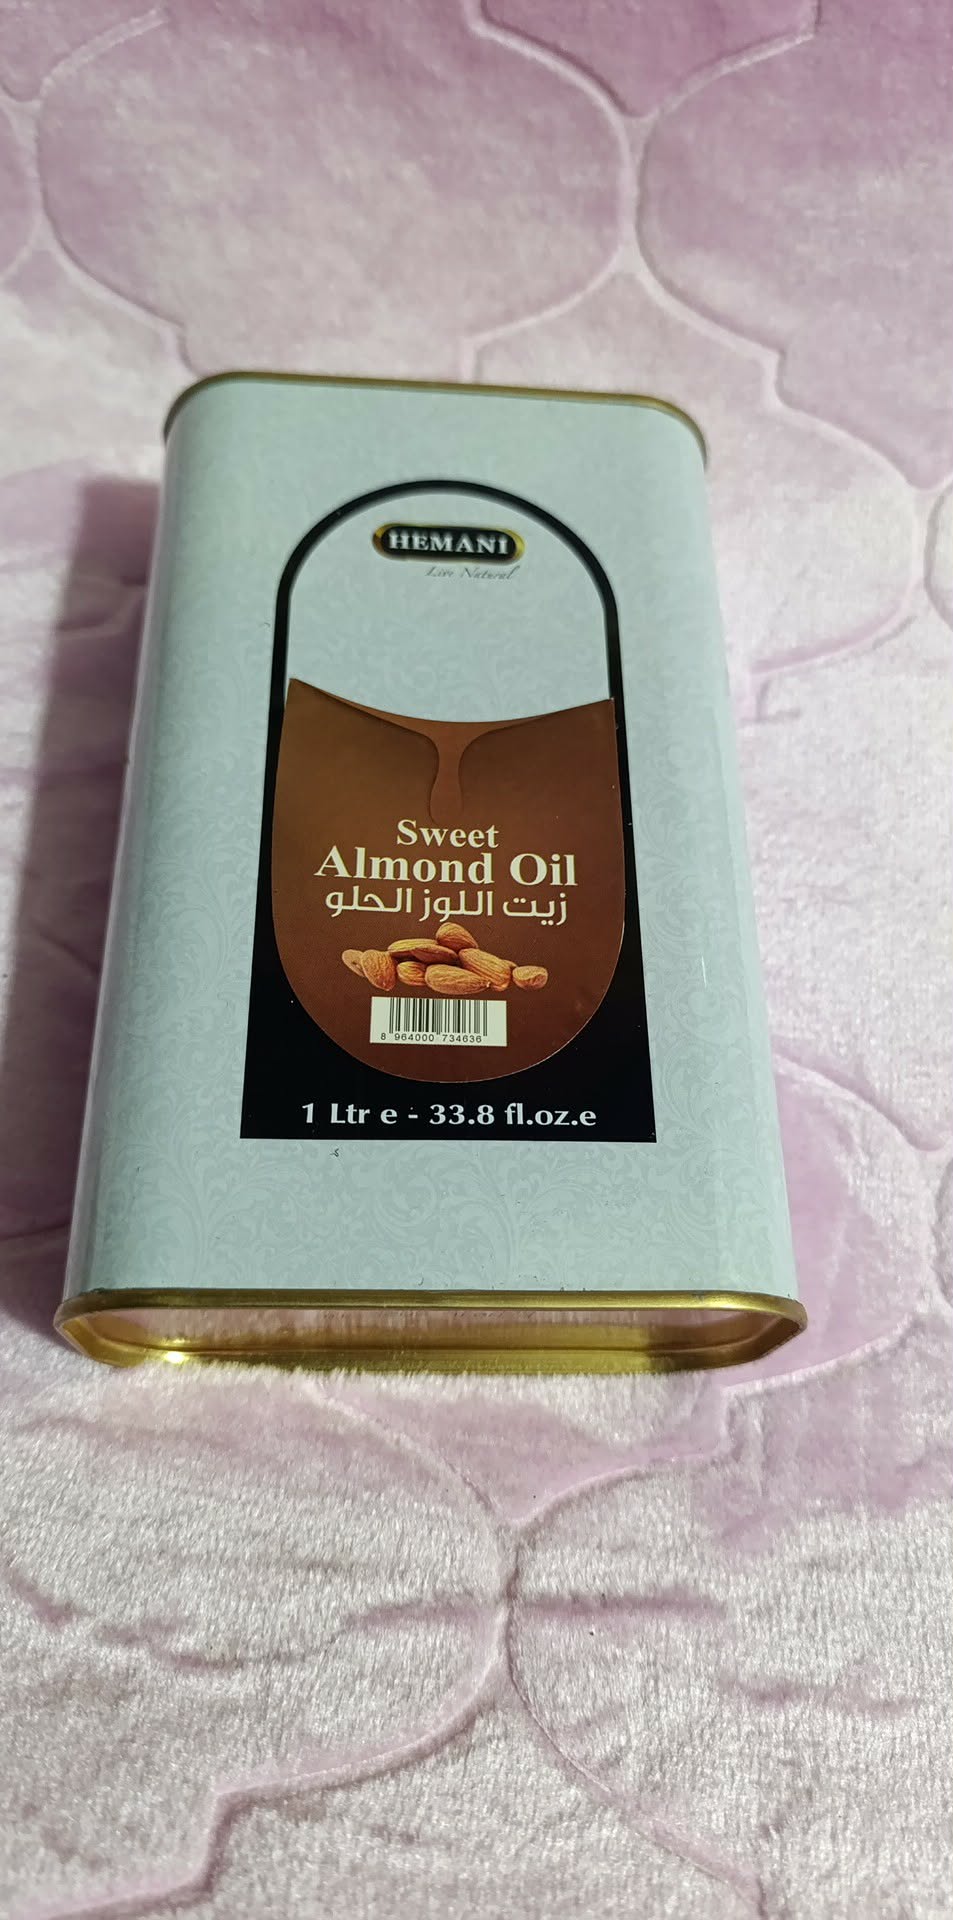 HEMANI
Live Natural
Sweet
Almond Oil
زيت اللوز الحلو
8 964000 734636
1 Ltr e - 33.8 fl.oz.e